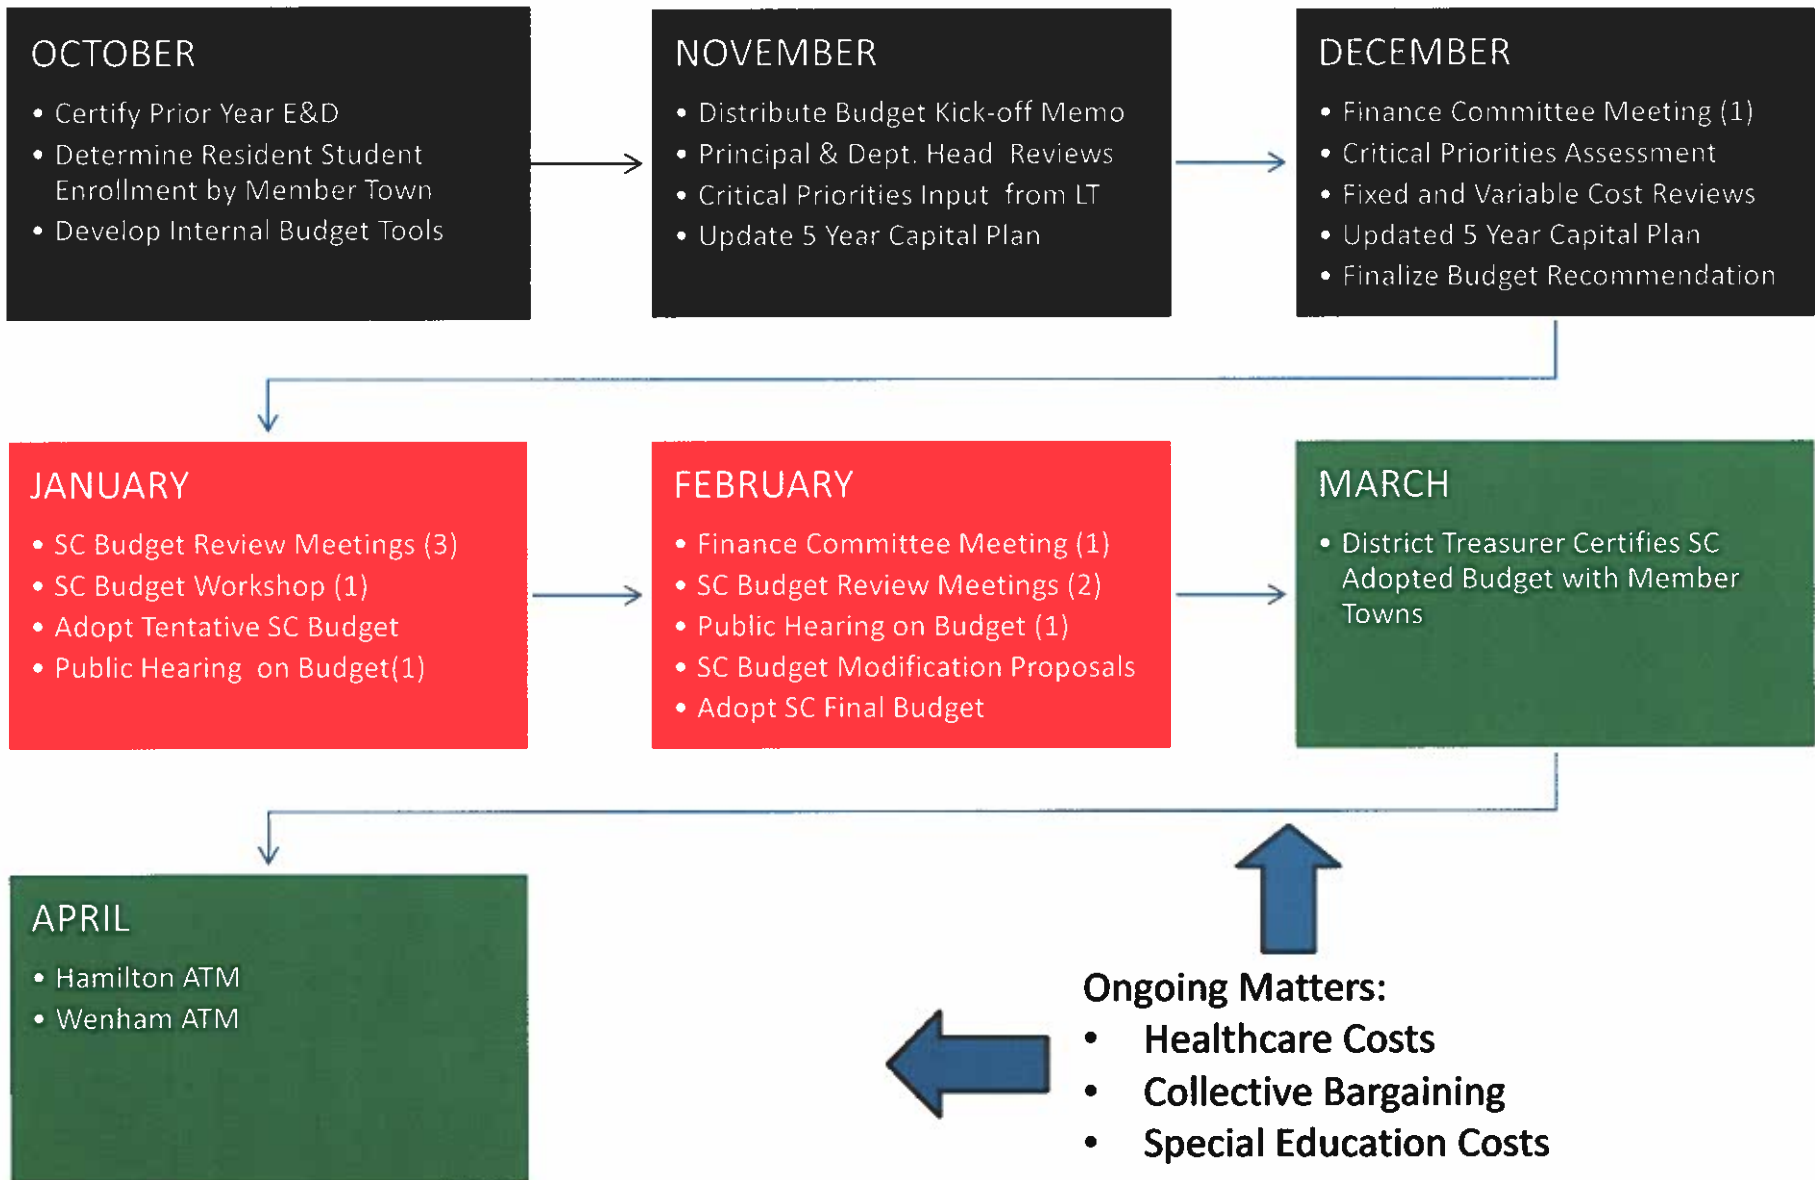 OCTOBER
• Certify Prior Year E&D
• Determine Resident Student
Enrollment by Member Town
• Develop Internal Budget Tools
NOVEMBER
• Distribute Budget Kick-off Memo
• Principal & Dept. Head Reviews
• Critical Priorities Input from LT
• Update 5 Year Capital Plan
DECEMBER
• Finance Committee Meeting (1)
• Critical Priorities Assessment
• Fixed and Variable Cost Reviews
• Updated 5 Year Capital Plan
• Finalize Budget Recommendation
JANUARY
• SC Budget Review Meetings (3)
• SC Budget Workshop (1)
• Adopt Tentative SC Budget
• Public Hearing on Budget(1)
FEBRUARY
• Finance Committee Meeting (1)
• SC Budget Review Meetings (2)
• Public Hearing on Budget (1)
• SC Budget Modification Proposals
• Adopt SC Final Budget
MARCH
• District Treasurer Certifies SC
Adopted Budget with Member
Towns
APRIL
• Hamilton ATM
• Wenham ATM
Ongoing Matters:
• Healthcare Costs
• Collective Bargaining
• Special Education Costs